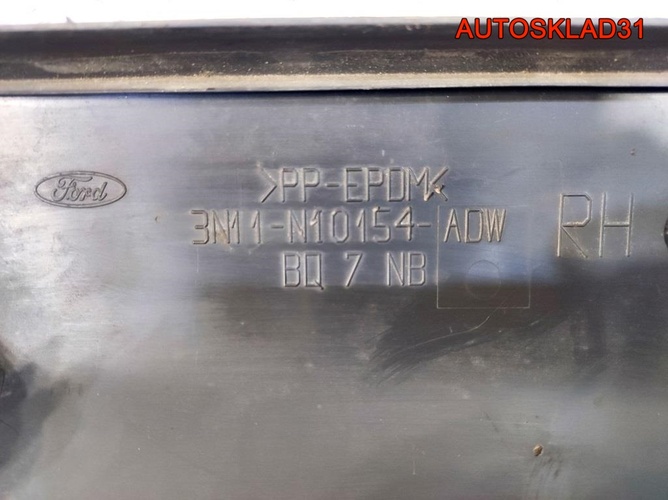 AUTOSKLAD31
Ford
>PP-EPDM<
3N11-N10154-ADW RH
BQ 7 NB